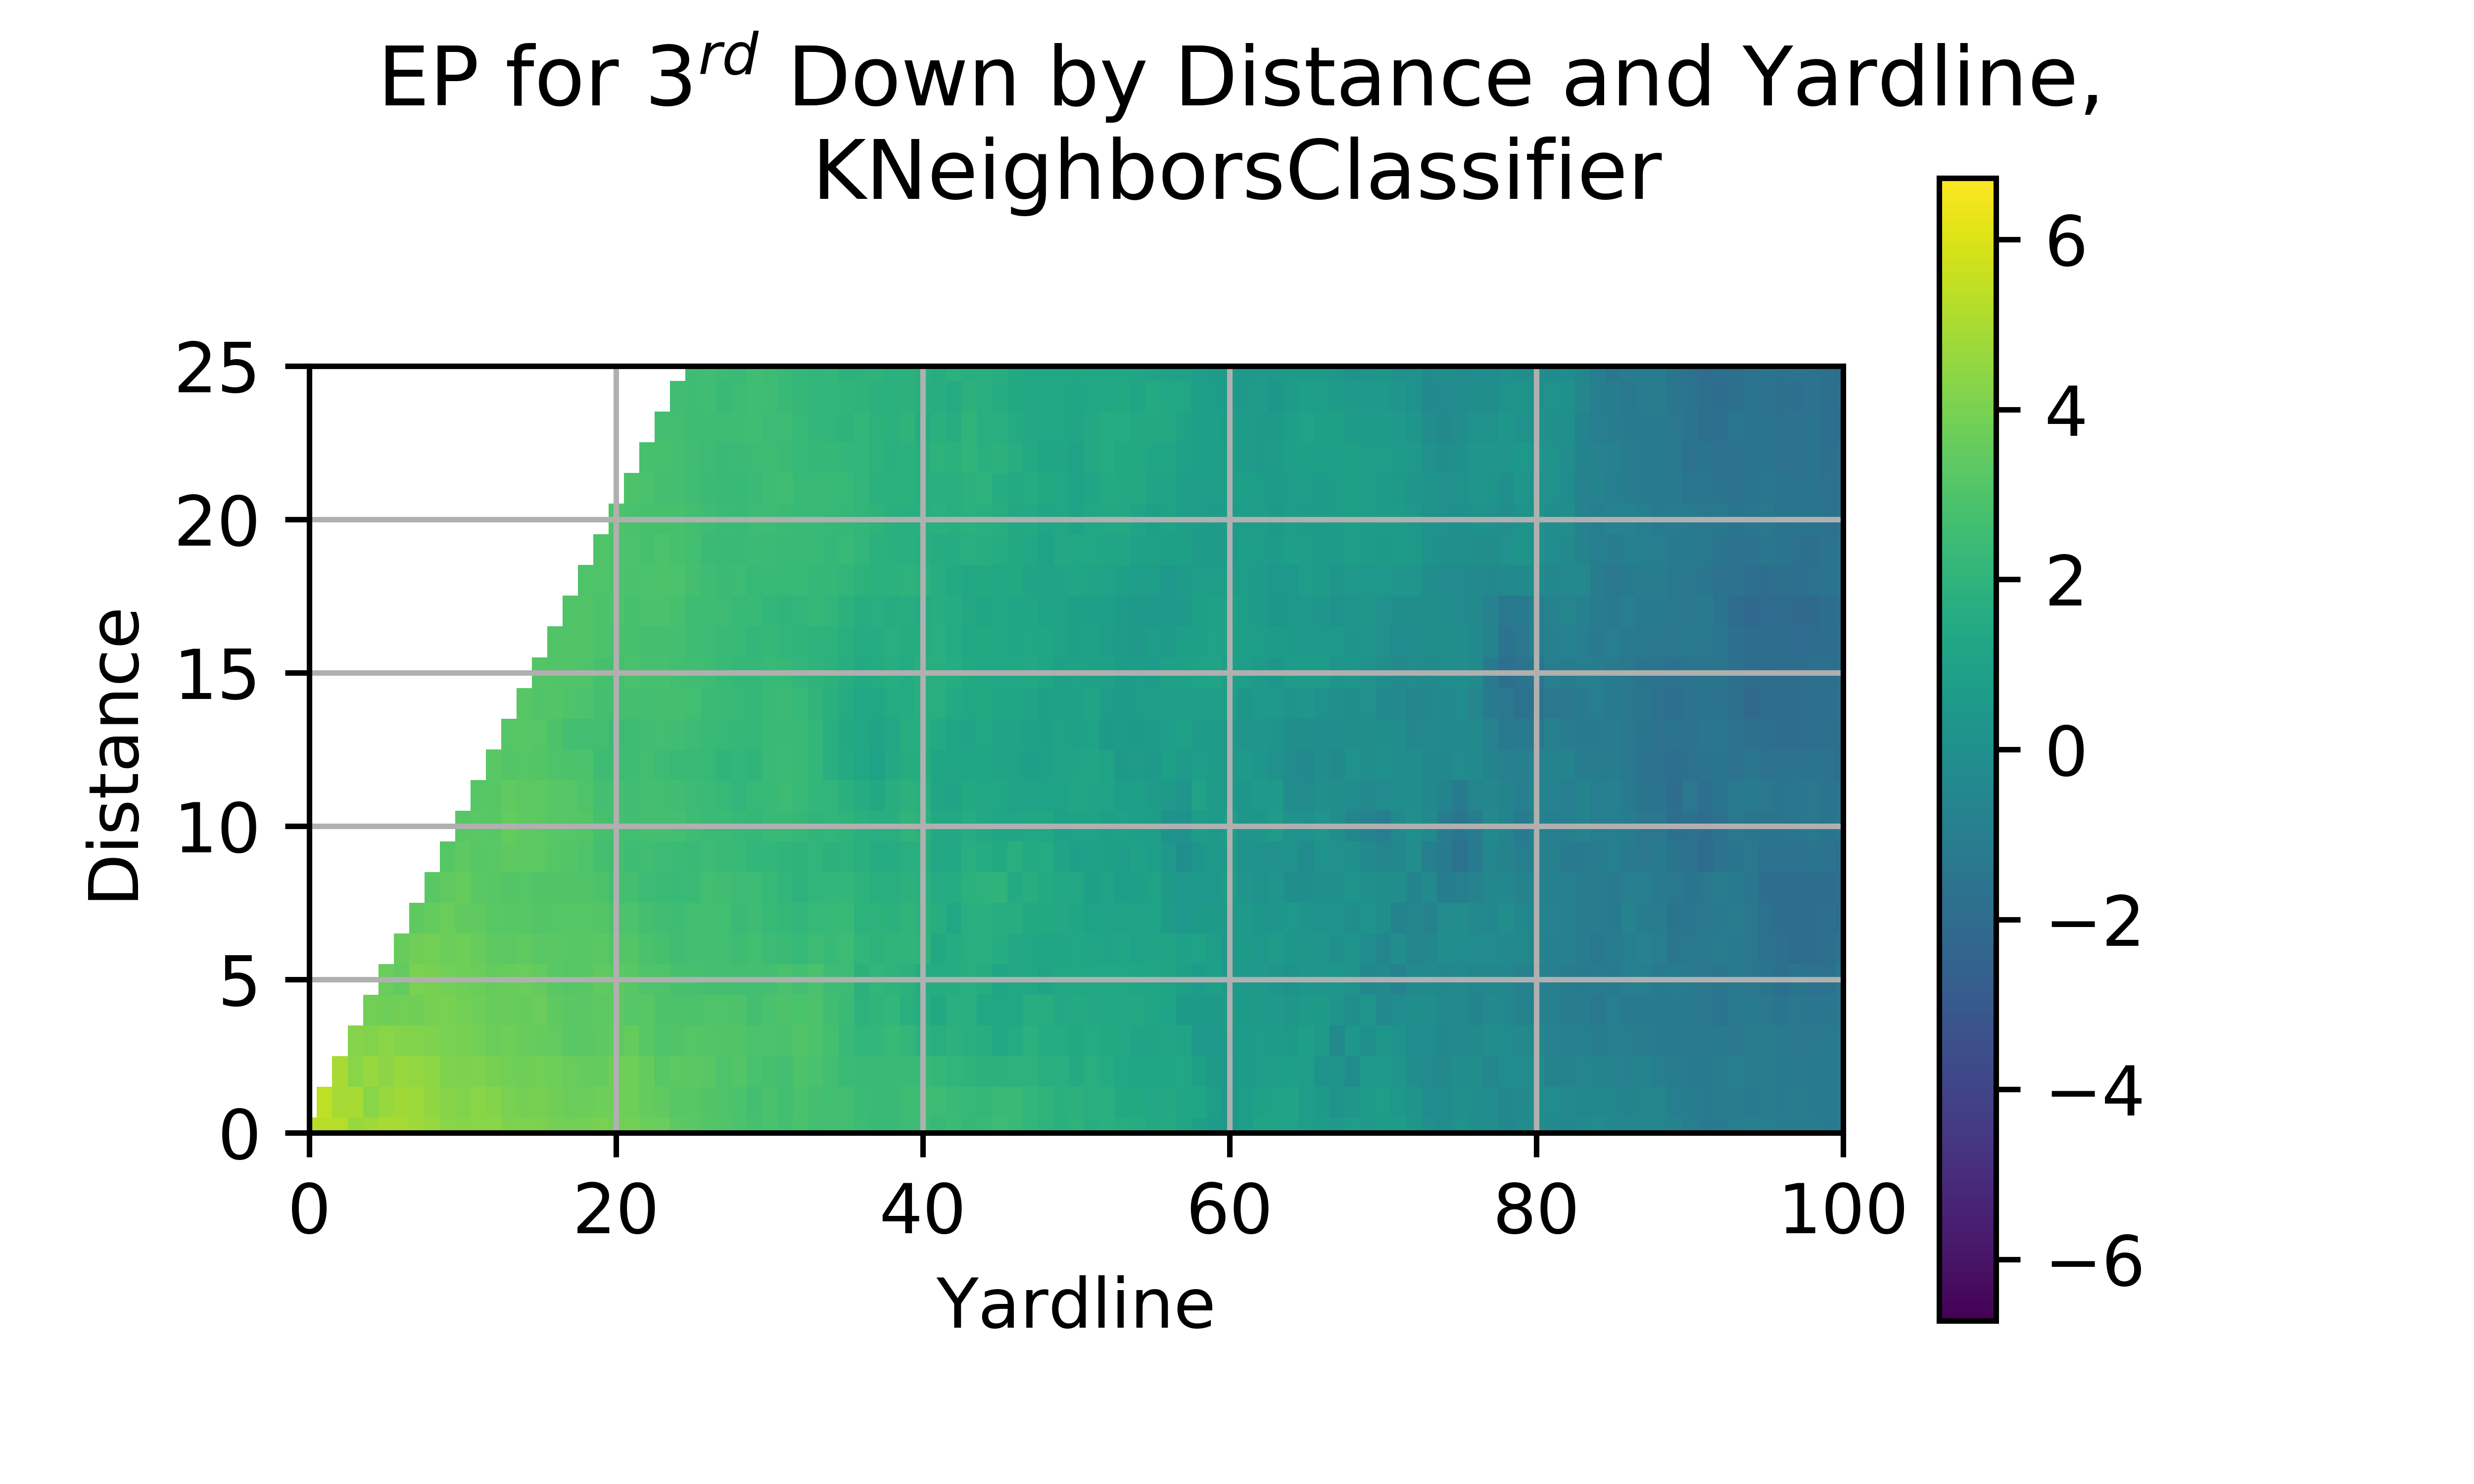 EP for 3rd Down by Distance and Yardline,
KNeighborsClassifier
25
20
15
10
5
0
Distance
0 20 40 60 80 100
Yardline
6
4
2
0
−2
−4
−6